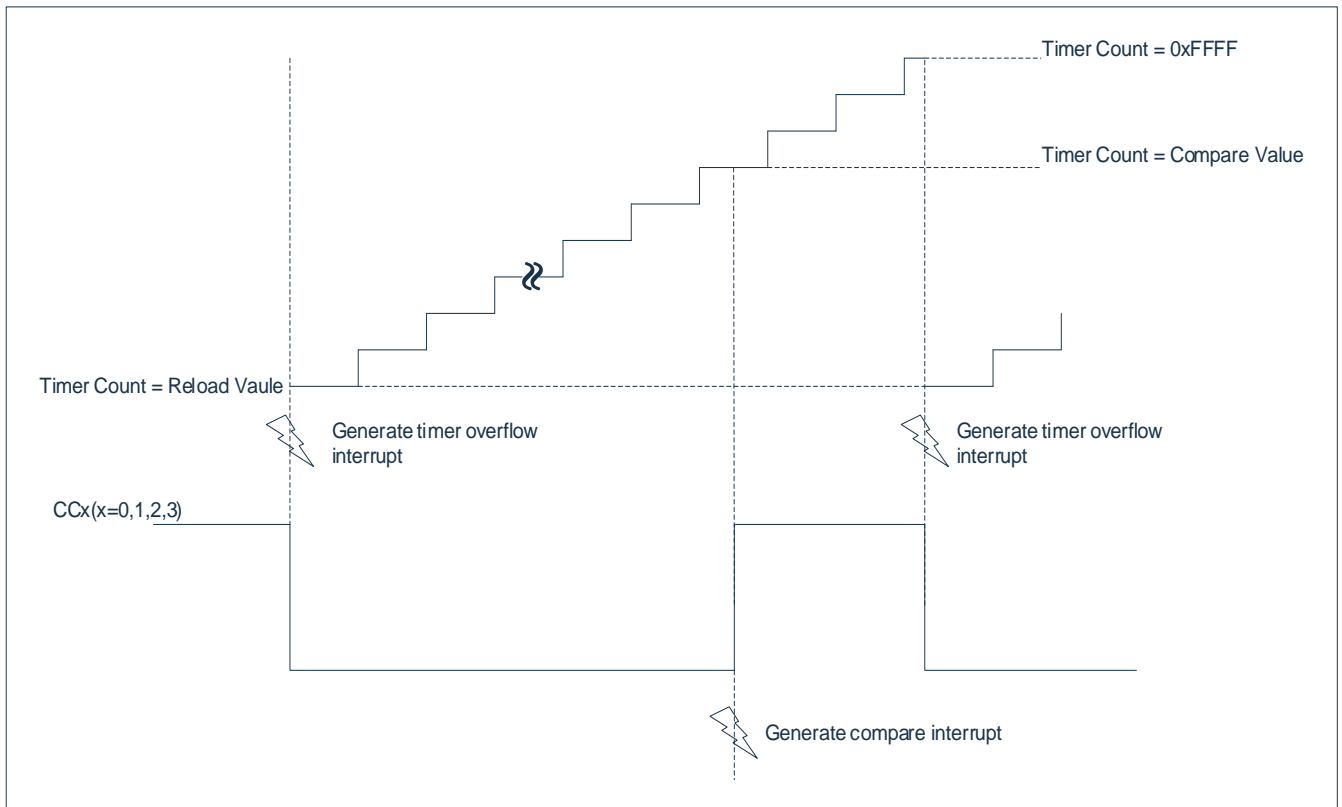 Timer Count = 0xFFFF
Timer Count = Compare Value
Timer Count = Reload Vaule
Generate timer overflow
interrupt
Generate timer overflow
interrupt
CCx(x=0,1,2,3)
Generate compare interrupt